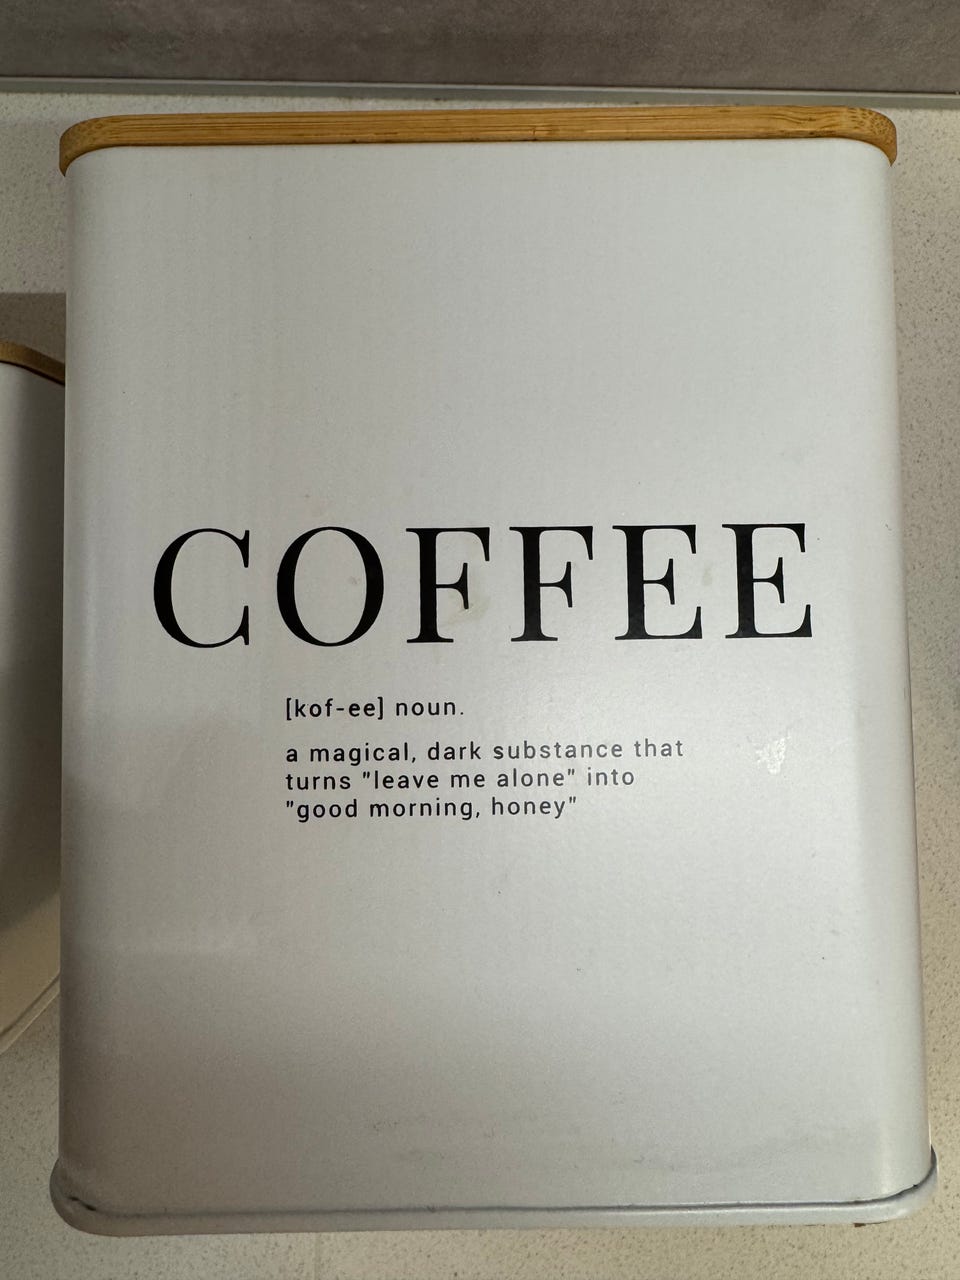 COFFEE
[kof-ee] noun.
a magical, dark substance that
turns "leave me alone" into
"good morning, honey"